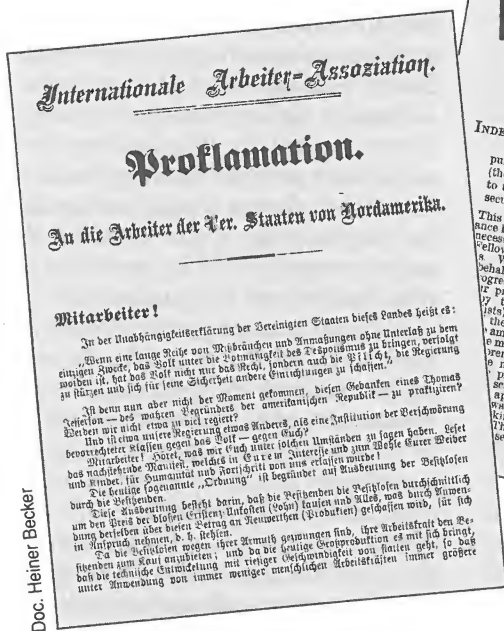 Internationale Arbeiter-Assoziation.
Proklamation.
An die Arbeiter der Ver. Staaten von Nordamerika.
Mitarbeiter!
In der Unabhängigkeitserklärung der Vereinigten Staaten dieses Landes heißt es:
„Wenn eine lange Reihe von Mißbräuchen und Anmaßungen ohne Unterlaß zu dem
einzigen Zwecke, das Volk unter die Botmäßigkeit des Despotismus zu bringen, verfolgt
worden ist, hat das Volk nicht nur das Recht, sondern auch die Pflicht, die Regierung
zu stürzen und sich für seine Sicherheit andere Einrichtungen zu schaffen.“
Ist denn nun aber nicht der Moment gekommen, diesen Gedanken eines Thomas
Jefferson — des wahren Begründers der amerikanischen Republik — zu praktiziren?
Werden wir nicht etwa zu viel regiert?
Und ist etwa unsere Regierung etwas Anderes, als eine Institution der Verschwörung
bevorrechteter Klassen gegen das Volk — gegen Euch?
Mitarbeiter! Höret, was wir Euch unter solchen Umständen zu sagen haben. Leset
das nachstehende Manifest, welches in Eurem Interesse und zum Wohle Eurer Weiber
und Kinder, für Humanität und Fortschritt von uns erlassen wurde!
Die heutige sogenannte „Ordnung“ ist begründet auf Ausbeutung der Besitzlosen
durch die Besitzenden.
Diese Ausbeutung besteht darin, daß die Besitzenden die Besitzlosen durchschnittlich
um den Preis der bloßen Existenz-Unkosten (Lohn) kaufen und Alles, was durch Anwen-
dung derselben über diesen Betrag an Neuwerthen (Produkten) geschaffen wird, für sich
in Anspruch nehmen, d. h. stehlen.
Da die Besitzlosen wegen ihrer Armuth gezwungen sind, ihre Arbeitskraft den Be-
sitzenden zum Kauf anzubieten; und da die heutige Großproduktion es mit sich bringt,
daß die technische Entwickelung mit riesiger Geschwindigkeit von statten geht, so daß
unter Anwendung von immer weniger menschlichen Arbeitskräften immer größere
Doc. Heiner Becker
INDE
pu
(the
to
secu
This